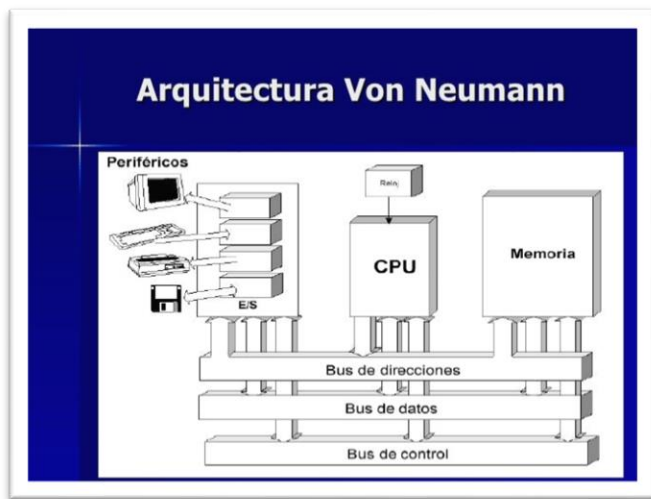 Arquitectura Von Neumann
Periféricos
Reloj
CPU
Memoria
E/S
Bus de direcciones
Bus de datos
Bus de control